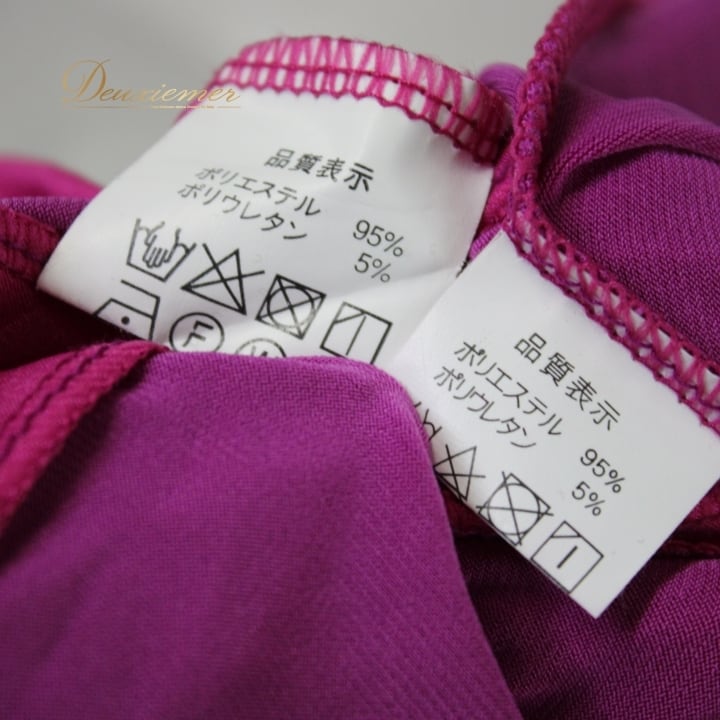 Deuxiemer
品質表示
ポリエステル 95%
ポリウレタン 5%
F
品質表示
ポリエステル 95%
ポリウレタン 5%